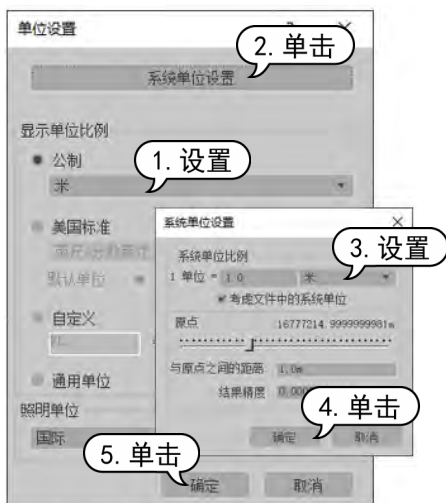 单位设置
2. 单击
系统单位设置
显示单位比例
公制
1. 设置
米
美国标准
默认单位
自定义
通用单位
照明单位
国际
5. 单击
确定
取消
系统单位设置
3. 设置
系统单位比例
1 单位 = 1.0 米
考虑文件中的系统单位
原点 16777214.9999999981m
与原点之间的距离 1.0m
结果精度
4. 单击
确定
取消